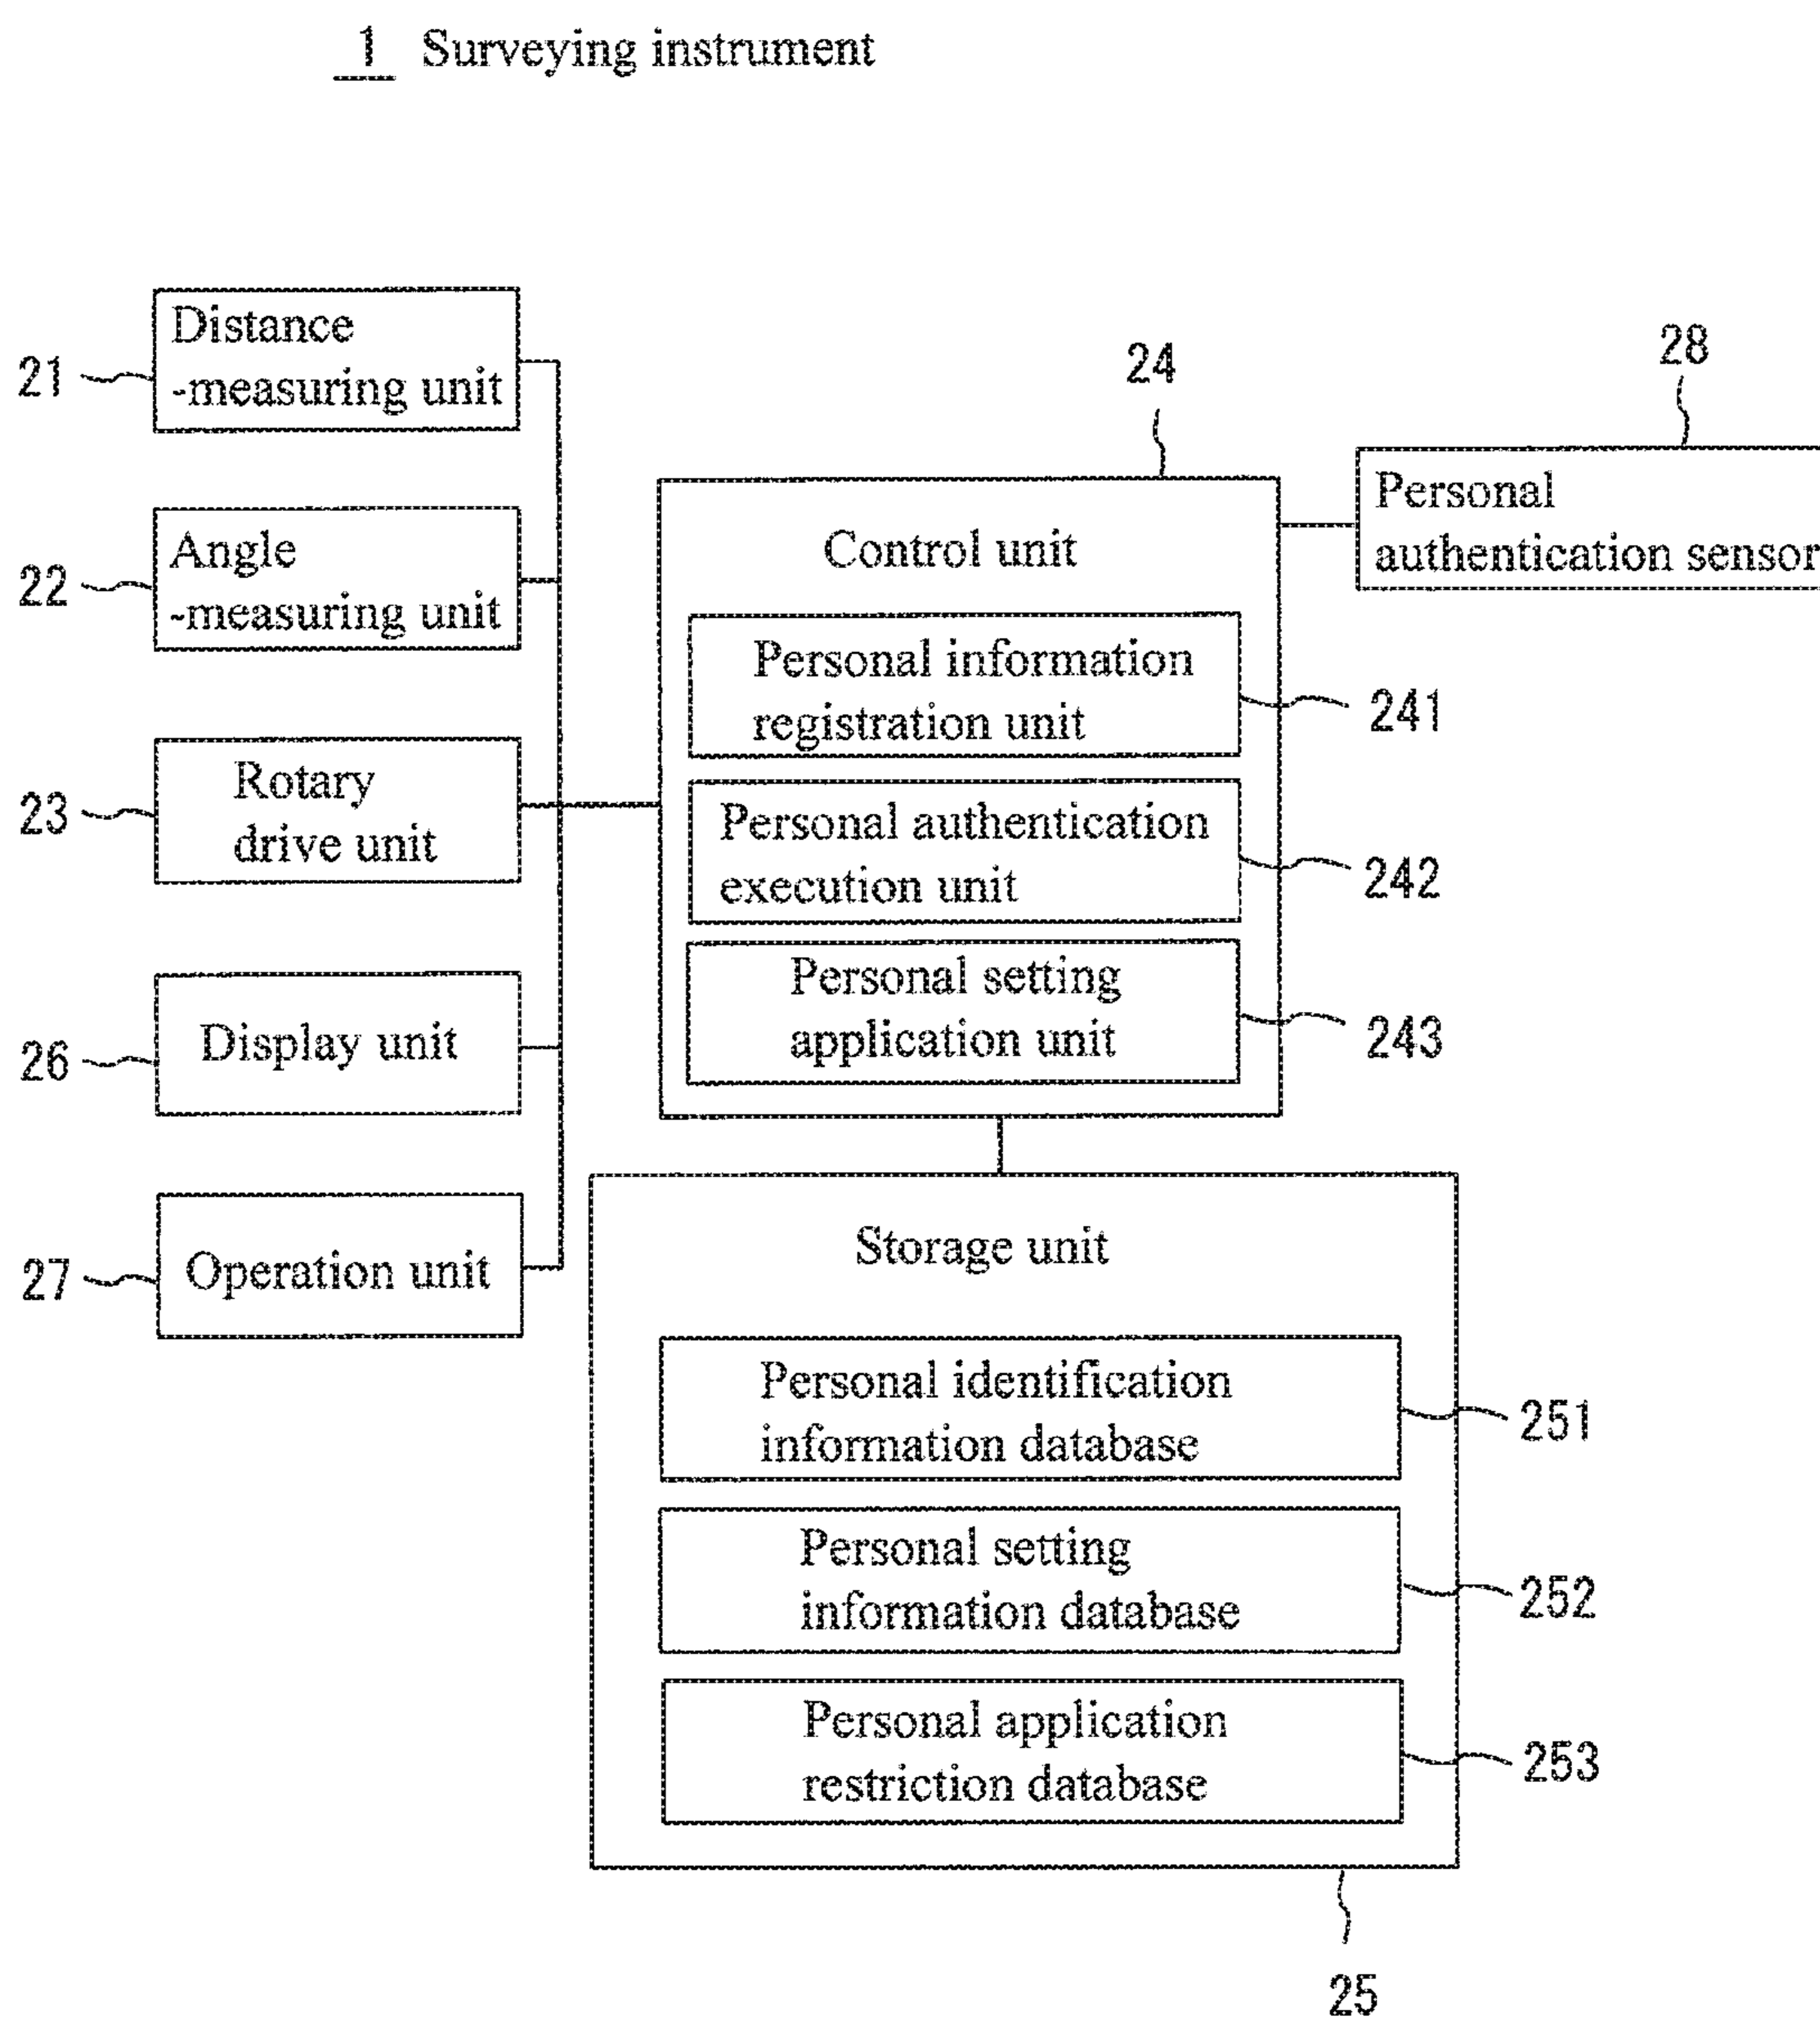 1 Surveying instrument
21
Distance
-measuring unit
22
Angle
-measuring unit
23
Rotary
drive unit
26
Display unit
27
Operation unit
24
Control unit
Personal information
registration unit
241
Personal authentication
execution unit
242
Personal setting
application unit
243
28
Personal
authentication sensor
Storage unit
Personal identification
information database
251
Personal setting
information database
252
Personal application
restriction database
253
25